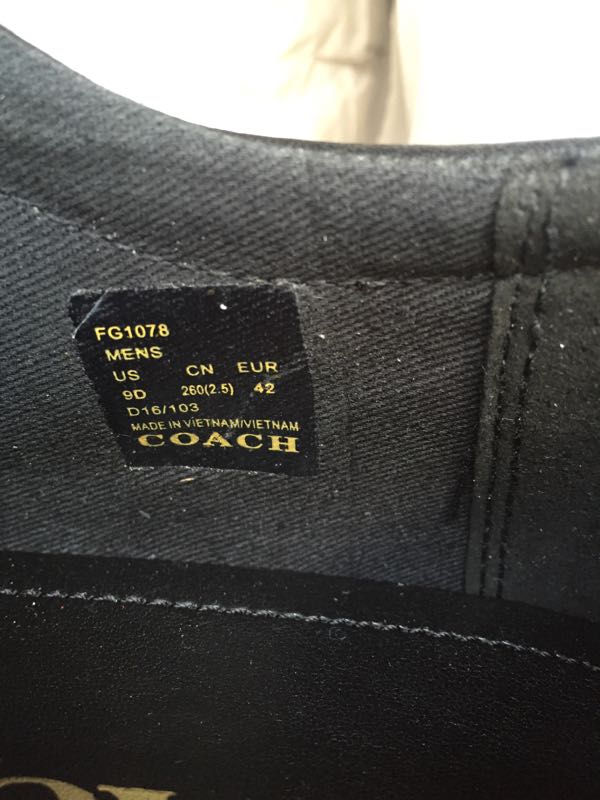 FG1078
MENS
US CN EUR
9D 260(2.5) 42
D16/103
MADE IN VIETNAM/VIETNAM
COACH